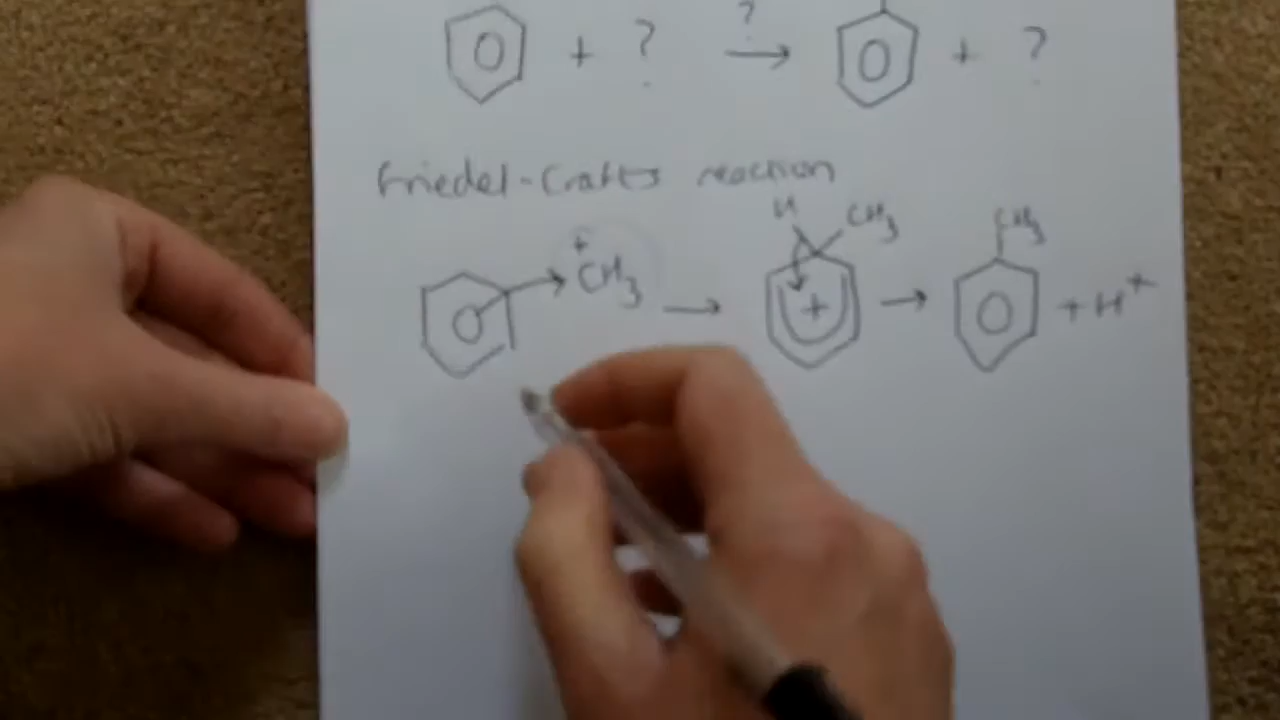 + ? ? → + ?
Friedel-Crafts reaction
+CH3 → H CH3 + → CH3 + H+